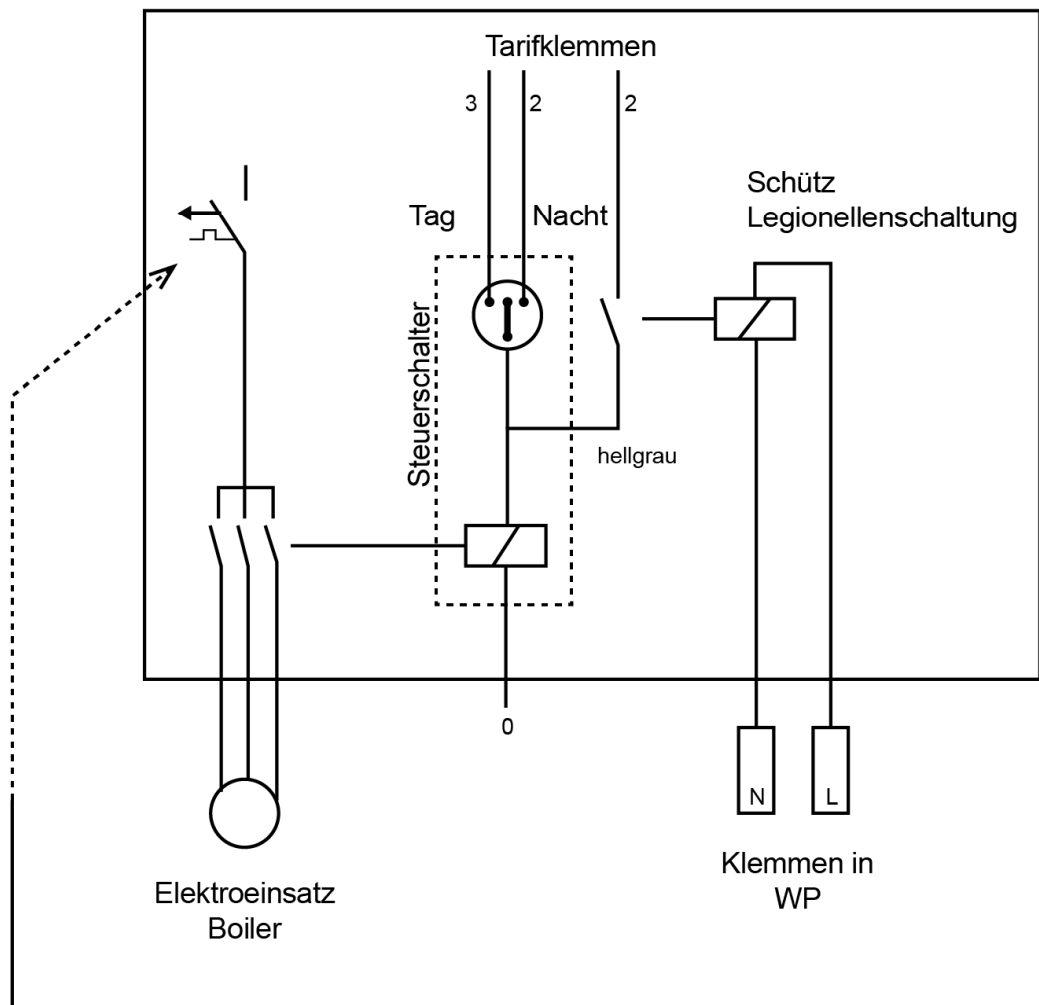 Tarifklemmen
3
2
2
Schütz
Legionellenschaltung
Tag
Nacht
Steuerschalter
hellgrau
0
N
L
Klemmen in
WP
Elektroeinsatz
Boiler